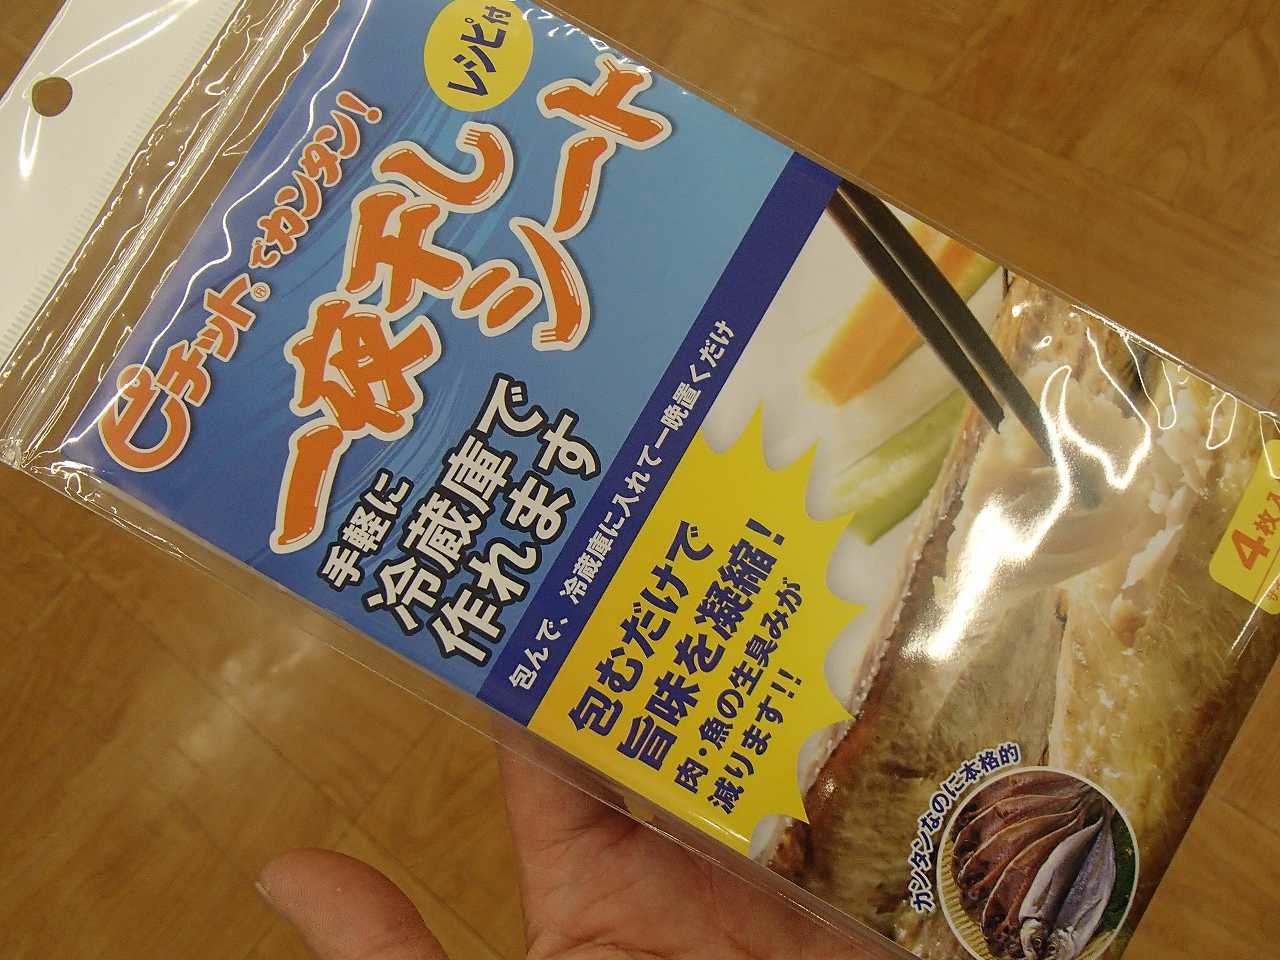 レシピ付
ピチット®でカンタン!
一夜干し
シート
手軽に
冷蔵庫で
作れます
包んで、冷蔵庫に入れて一晩置くだけ
包むだけで
旨味を凝縮!
肉・魚の生臭みが
減ります!!
4枚
カンタンなのに本格的